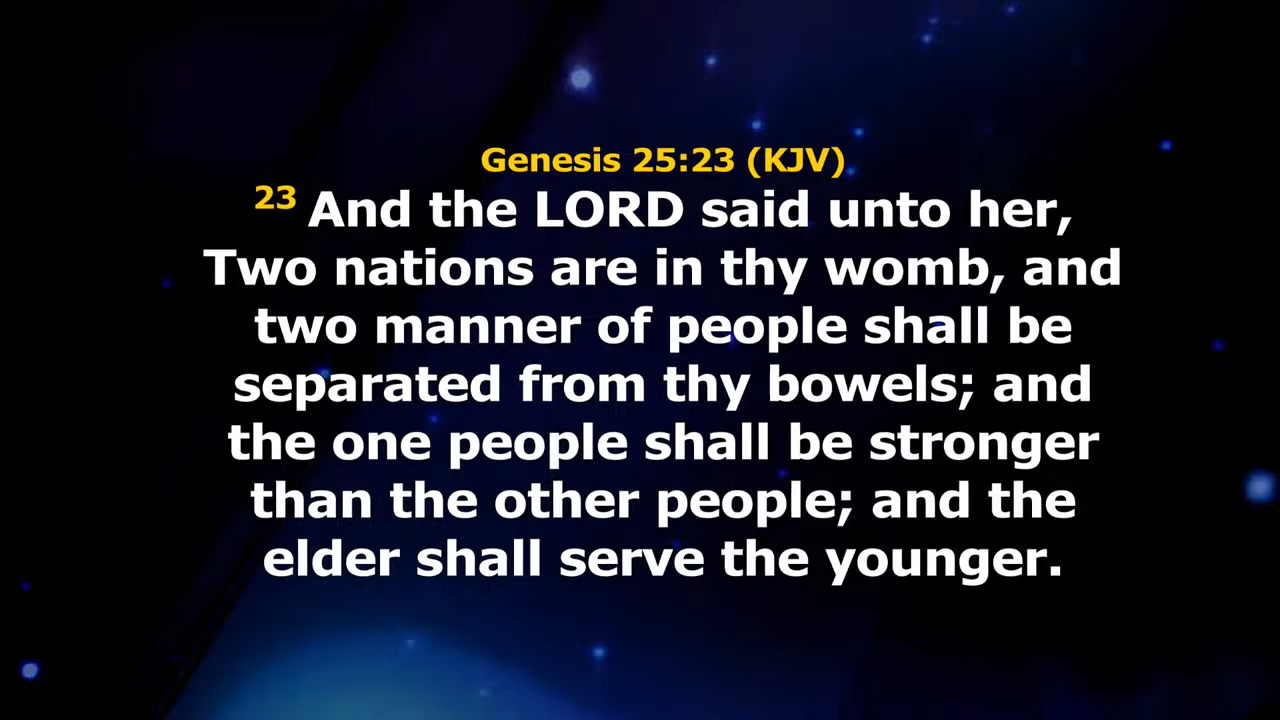 Genesis 25:23 (KJV)
23 And the LORD said unto her,
Two nations are in thy womb, and
two manner of people shall be
separated from thy bowels; and
the one people shall be stronger
than the other people; and the
elder shall serve the younger.